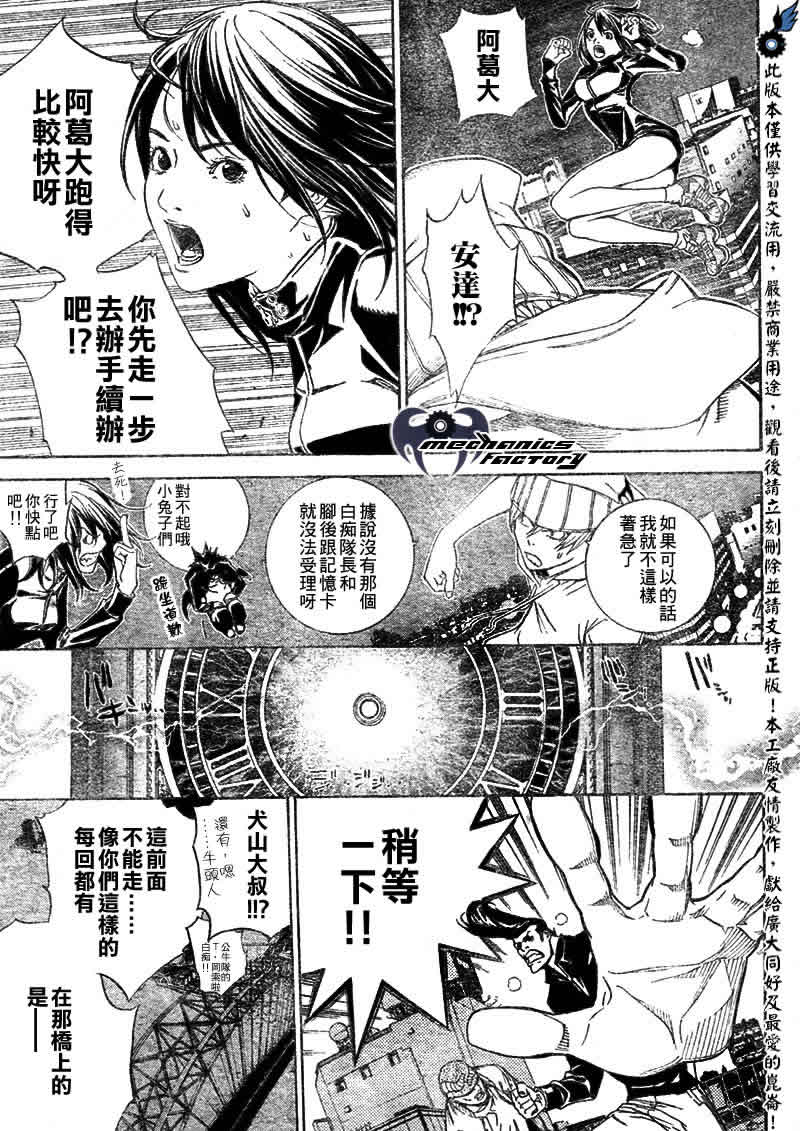 阿葛大
安達!!?
阿葛大跑得
比較快呀
你先走一步
去辦手續辦
吧!?
mechanics
factory
如果可以的話
我就不這樣
著急了
據說沒有那個
白痴隊長和
腳後跟記憶卡
就沒法受理呀
對不起哦
小兔子們
跪坐道歉
去死!
行了吧
你快點
吧!!
稍等
一下!!
犬山大叔!!?
還有,嗯
……牛頭人
公牛隊的
T·岡索啦
白痴!!
這前面
不能走……
像你們這樣的
每回都有
在那橋上的
是——
此版本僅供學習交流用,嚴禁商業用途,觀看後請立刻刪除並請支持正版!本工廠友情製作,獻給廣大同好及最愛的崑崙!